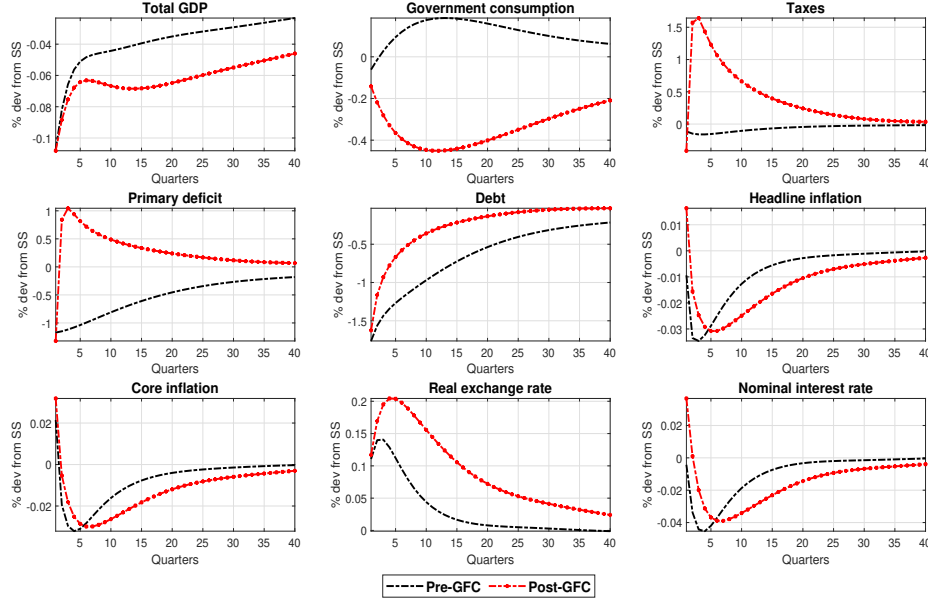 Total GDP
% dev from SS
-0.04
-0.06
-0.08
-0.1
5 10 15 20 25 30 35 40
Quarters
Government consumption
% dev from SS
0
-0.2
-0.4
5 10 15 20 25 30 35 40
Quarters
Taxes
% dev from SS
1.5
1
0.5
0
5 10 15 20 25 30 35 40
Quarters
Primary deficit
% dev from SS
1
0.5
0
-0.5
-1
5 10 15 20 25 30 35 40
Quarters
Debt
% dev from SS
-0.5
-1
-1.5
5 10 15 20 25 30 35 40
Quarters
Headline inflation
% dev from SS
0.01
0
-0.01
-0.02
-0.03
5 10 15 20 25 30 35 40
Quarters
Core inflation
% dev from SS
0.02
0
-0.02
5 10 15 20 25 30 35 40
Quarters
Real exchange rate
% dev from SS
0.2
0.15
0.1
0.05
0
5 10 15 20 25 30 35 40
Quarters
Nominal interest rate
% dev from SS
0.02
0
-0.02
-0.04
5 10 15 20 25 30 35 40
Quarters
Pre-GFC Post-GFC